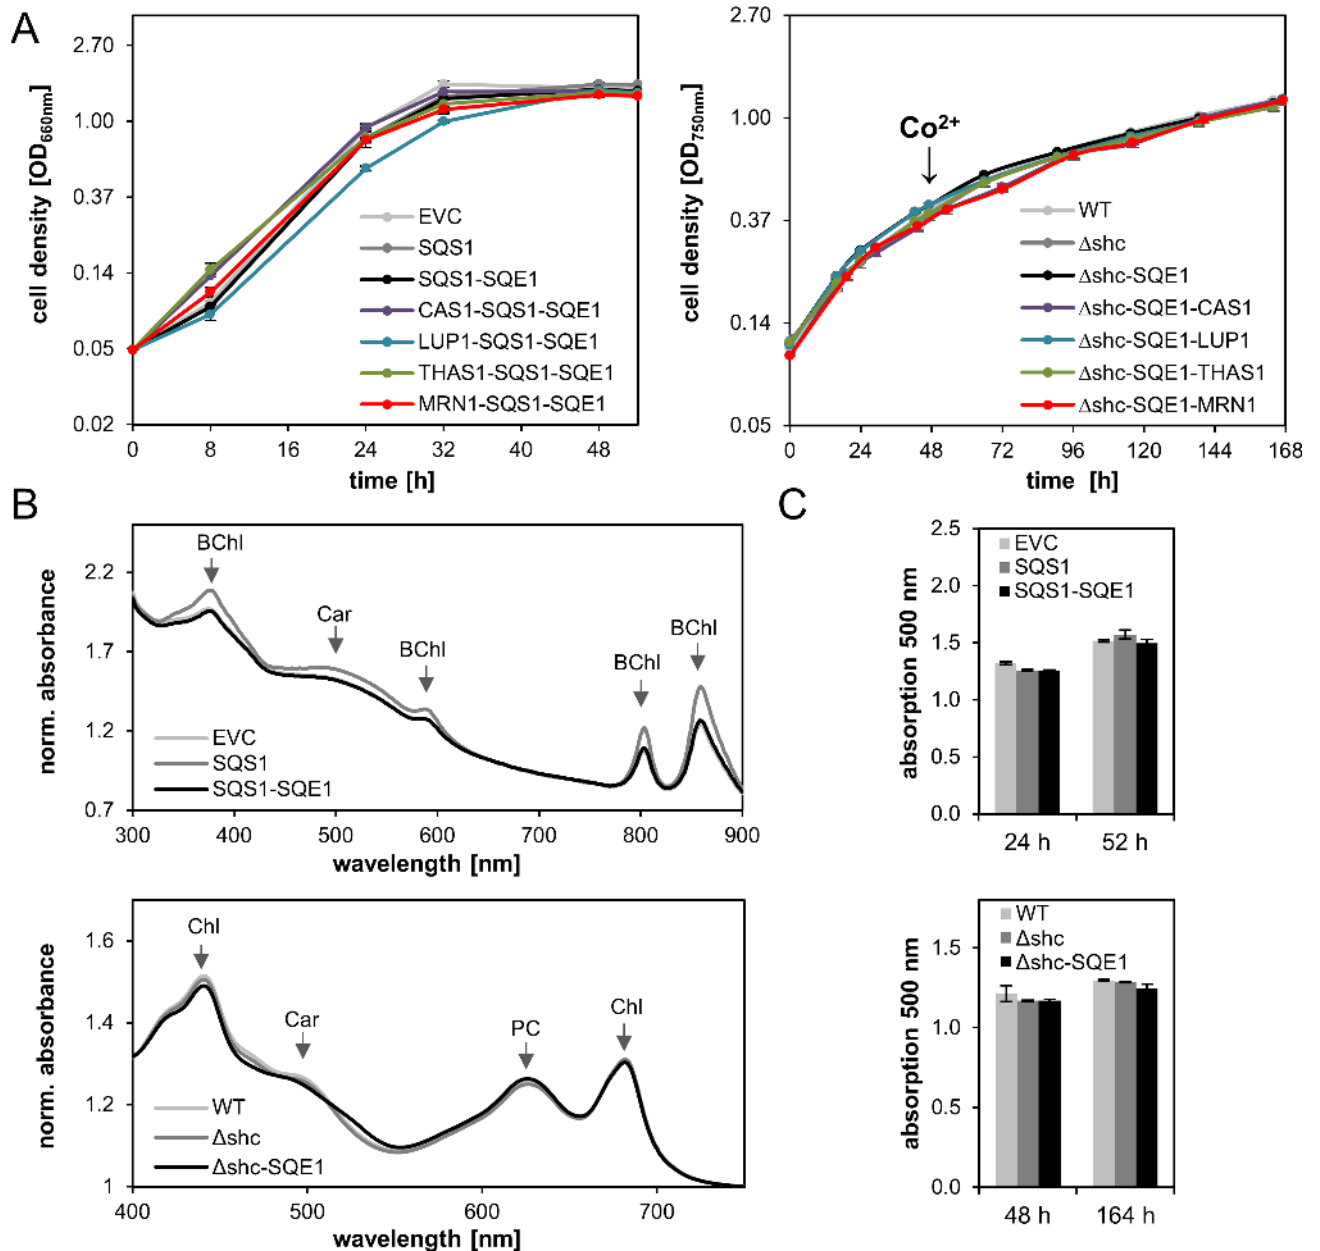 A
cell density [OD660nm]
2.70
1.00
0.37
0.14
0.05
0.02
EVC
SQS1
SQS1-SQE1
CAS1-SQS1-SQE1
LUP1-SQS1-SQE1
THAS1-SQS1-SQE1
MRN1-SQS1-SQE1
0 8 16 24 32 40 48
time [h]
cell density [OD750nm]
2.70
1.00
0.37
0.14
0.05
Co2+
WT
Δshc
Δshc-SQE1
Δshc-SQE1-CAS1
Δshc-SQE1-LUP1
Δshc-SQE1-THAS1
Δshc-SQE1-MRN1
0 24 48 72 96 120 144 168
time [h]
B
norm. absorbance
2.2
1.7
1.2
0.7
BChl
Car
BChl
BChl
BChl
EVC
SQS1
SQS1-SQE1
300 400 500 600 700 800 900
wavelength [nm]
norm. absorbance
1.6
1.4
1.2
1
Chl
Car
PC
Chl
WT
Δshc
Δshc-SQE1
400 500 600 700
wavelength [nm]
C
absorption 500 nm
2.5
2.0
1.5
1.0
0.5
0.0
EVC
SQS1
SQS1-SQE1
24 h 52 h
absorption 500 nm
1.5
1.0
0.5
0.0
WT
Δshc
Δshc-SQE1
48 h 164 h